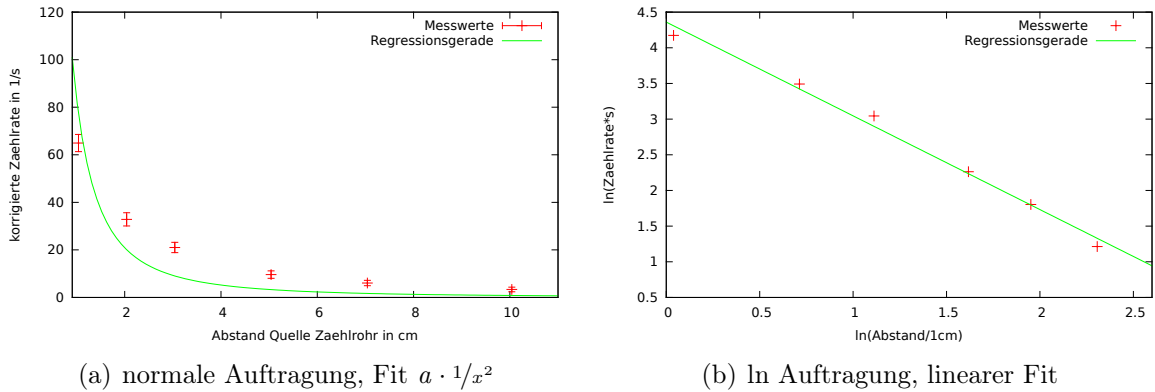 120
100
80
60
40
20
0
2
4
6
8
10
korrigierte Zaehlrate in 1/s
Abstand Quelle Zaehlrohr in cm
Messwerte
Regressionsgerade
(a) normale Auftragung, Fit a · 1/x²
4.5
4
3.5
3
2.5
2
1.5
1
0.5
0
0.5
1
1.5
2
2.5
ln(Zaehlrate*s)
ln(Abstand/1cm)
Messwerte
Regressionsgerade
(b) ln Auftragung, linearer Fit